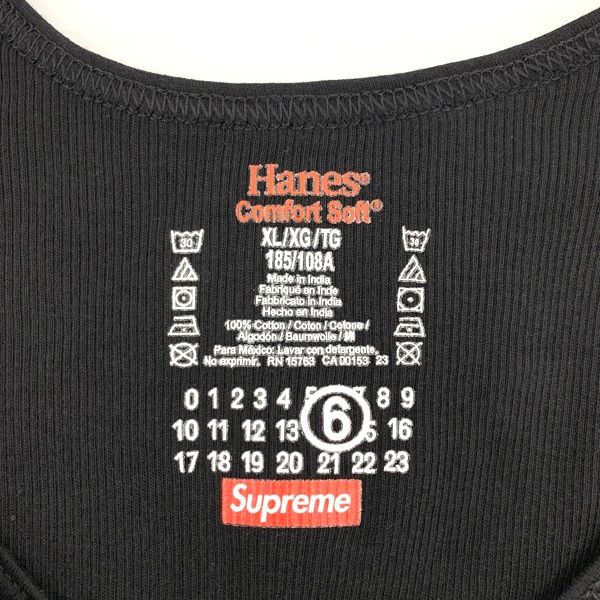 Hanes®
Comfort Soft®
XL/XG/TG
185/108A
30
30
Made in India
Fabriqué en Inde
Fabbricato in India
Hecho en India
100% Cotton / Coton / Cotone /
Algodón / Baumwolle / 綿
Para México: Lavar con detergente.
No exprimir. RN 15763 CA 00153 23
0 1 2 3 4 5 6 7 8 9
10 11 12 13 16
17 18 19 20 21 22 23
Supreme